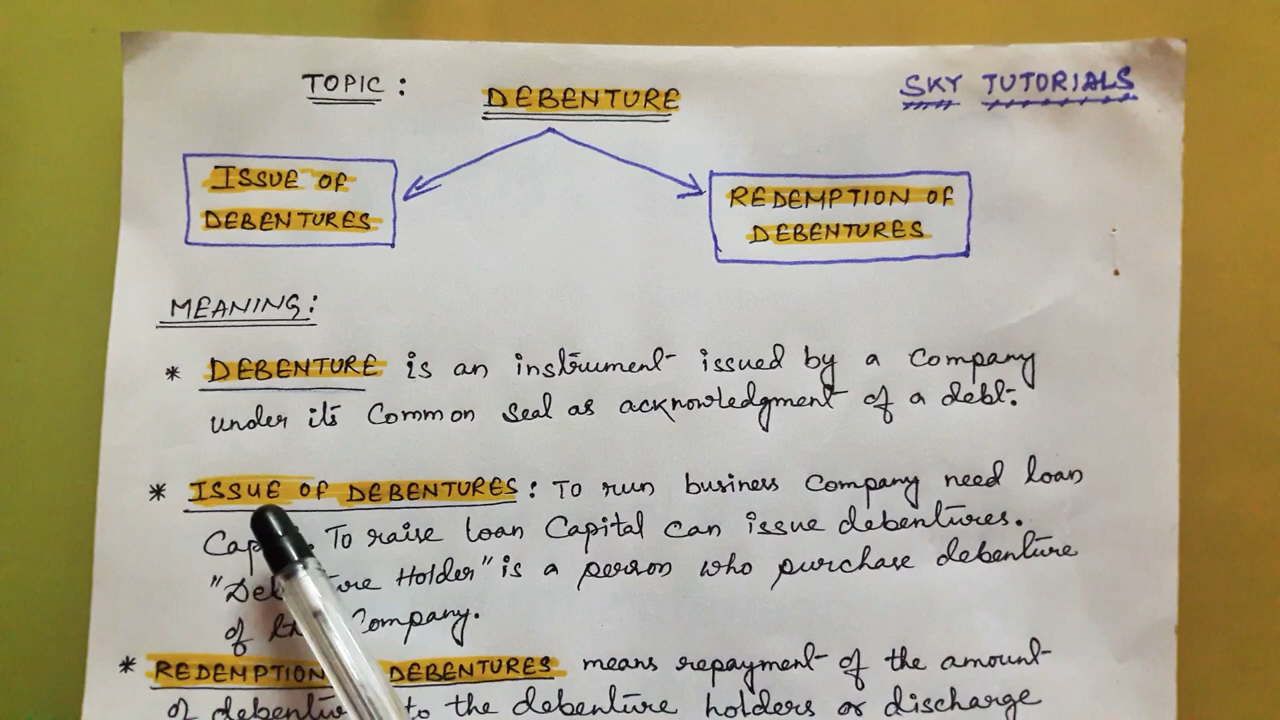 TOPIC :
DEBENTURE
SKY TUTORIALS
ISSUE OF
DEBENTURES
REDEMPTION OF
DEBENTURES
MEANING:
* DEBENTURE is an instrument issued by a Company
under its Common Seal as acknowledgment of a debt.
* ISSUE OF DEBENTURES : To run business Company need loan
To raise loan Capital can issue debentures.
Holder" is a person who purchase debenture
of Company.
* REDEMPTION DEBENTURES means repayment of the amount
of to the debenture holders or discharge